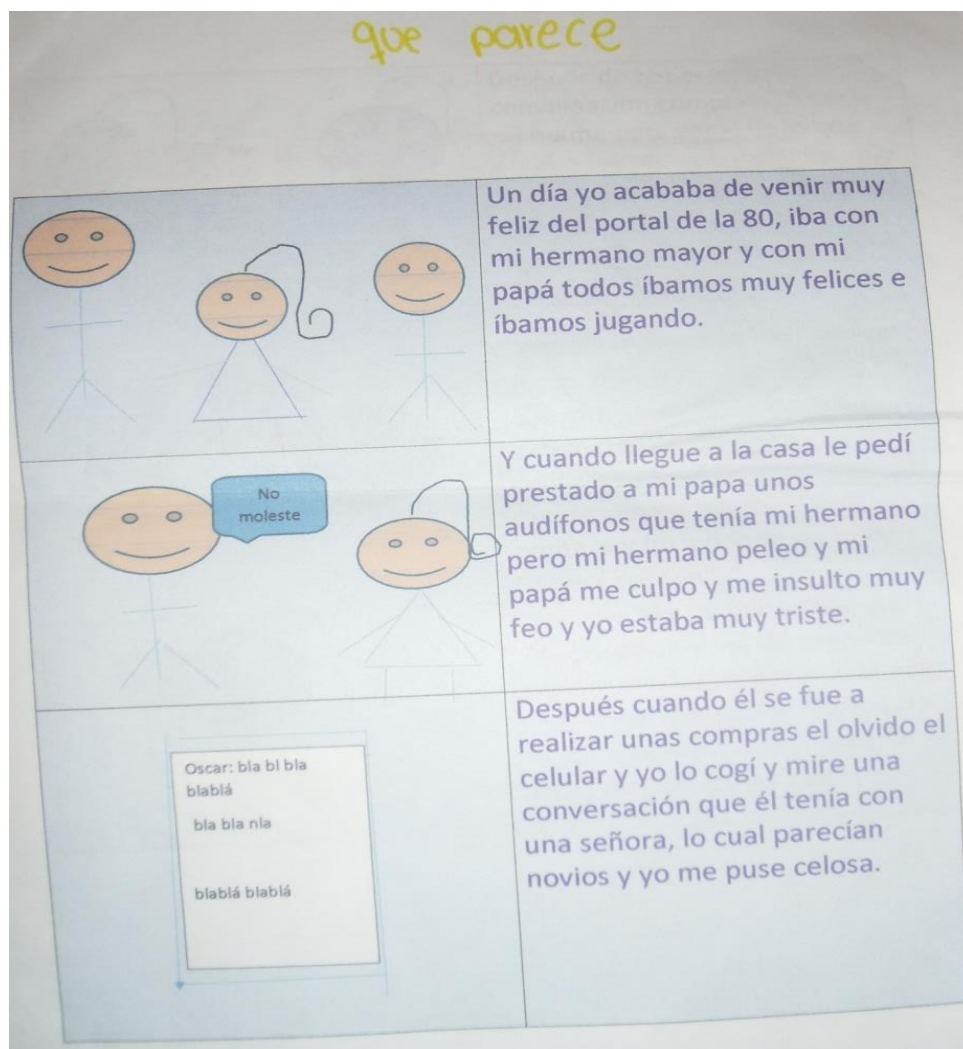 que parece
Un día yo acababa de venir muy
feliz del portal de la 80, iba con
mi hermano mayor y con mi
papá todos íbamos muy felices e
íbamos jugando.
No
moleste
Y cuando llegue a la casa le pedí
prestado a mi papa unos
audífonos que tenía mi hermano
pero mi hermano peleo y mi
papá me culpo y me insulto muy
feo y yo estaba muy triste.
Oscar: bla bl bla
blablá
bla bla nla
blablá blablá
Después cuando él se fue a
realizar unas compras el olvido el
celular y yo lo cogí y mire una
conversación que él tenía con
una señora, lo cual parecían
novios y yo me puse celosa.